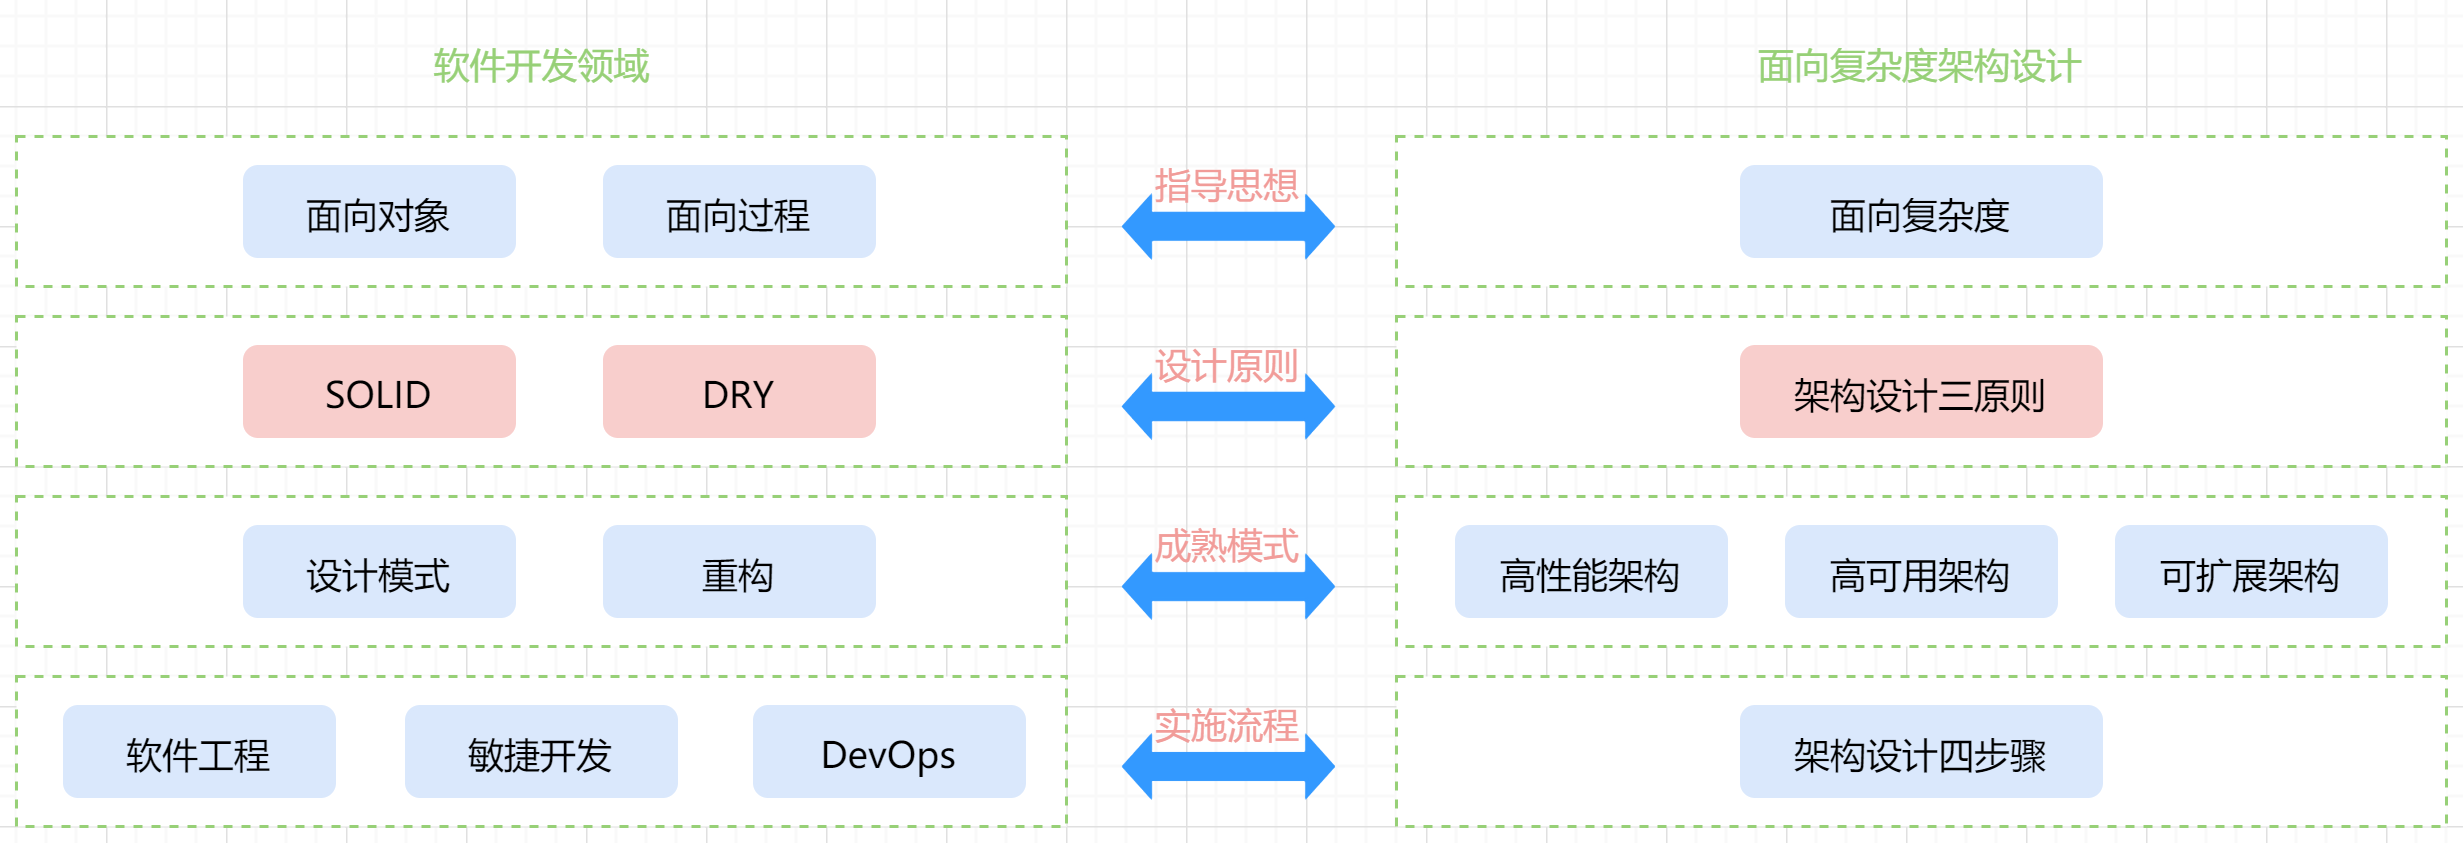 软件开发领域
面向复杂度架构设计
面向对象
面向过程
指导思想
面向复杂度
SOLID
DRY
设计原则
架构设计三原则
设计模式
重构
成熟模式
高性能架构
高可用架构
可扩展架构
软件工程
敏捷开发
DevOps
实施流程
架构设计四步骤